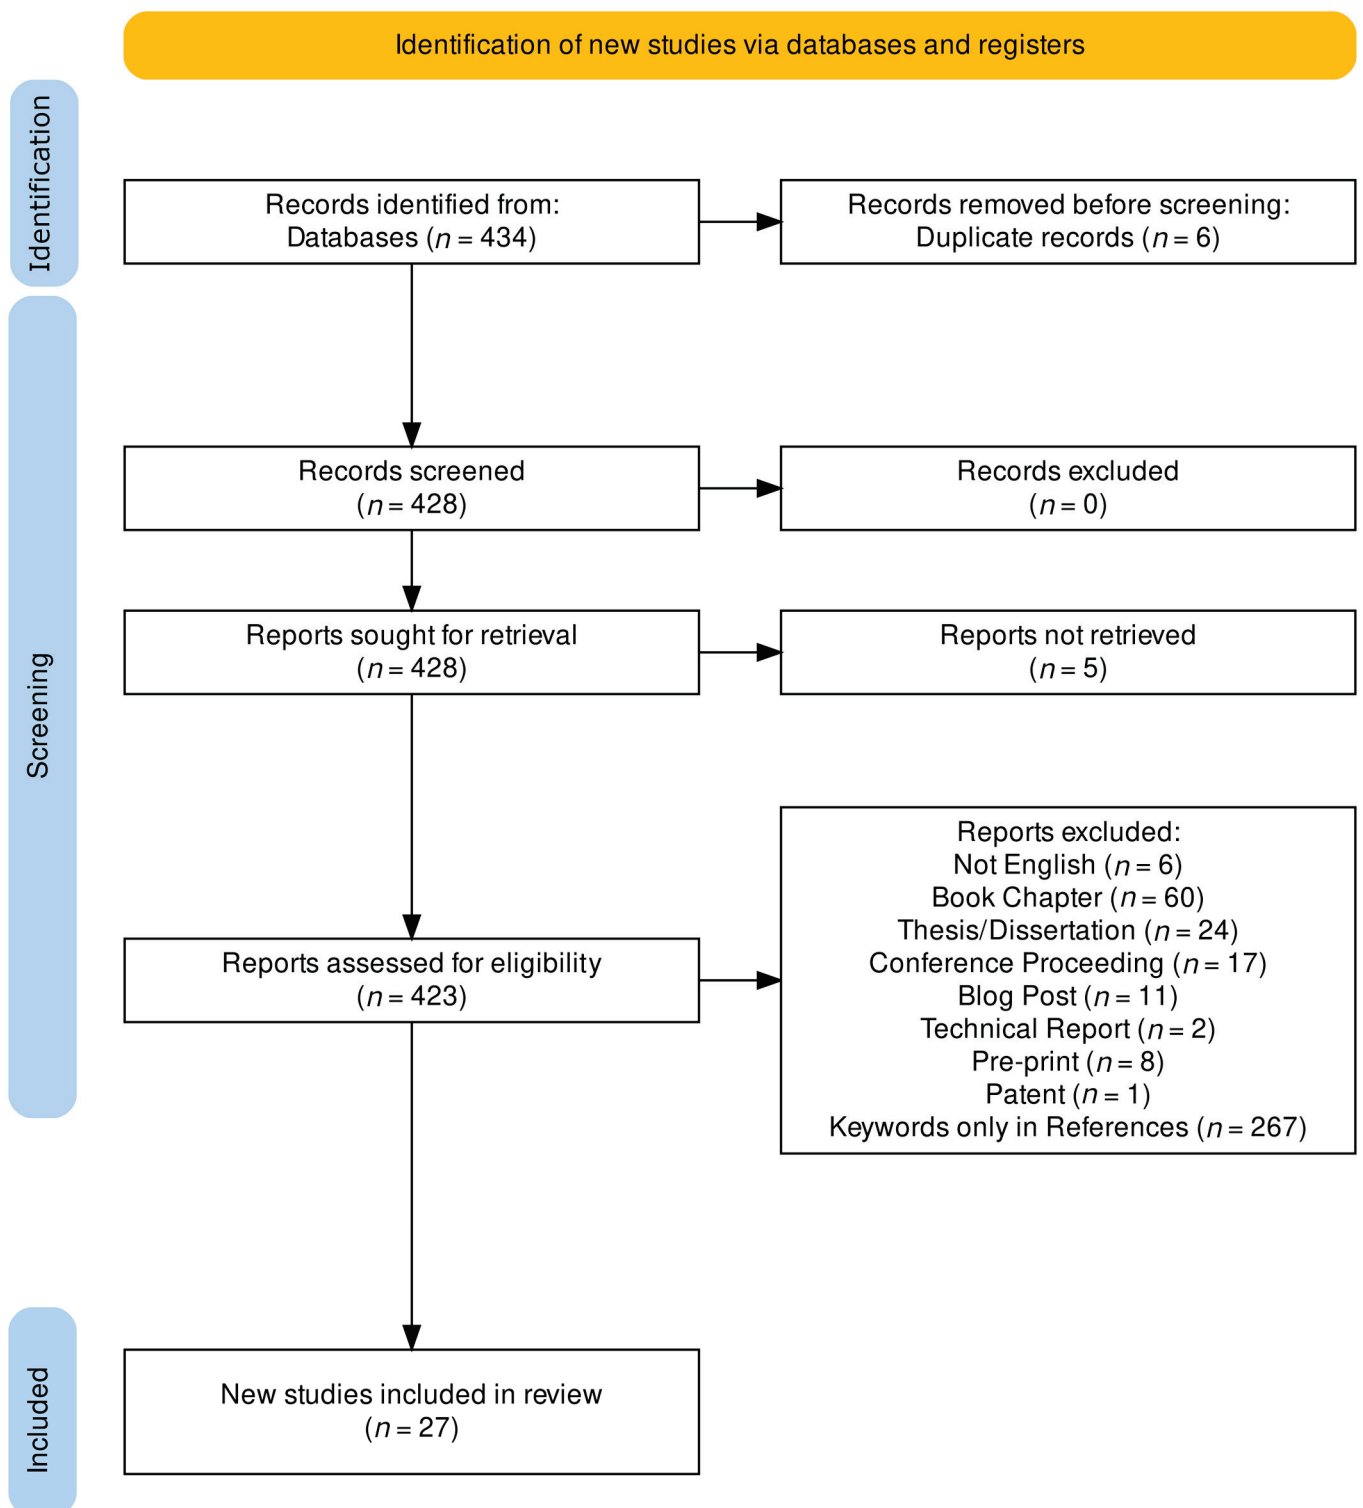 Identification of new studies via databases and registers
Identification
Records identified from:
Databases (n = 434)
Records removed before screening:
Duplicate records (n = 6)
Screening
Records screened
(n = 428)
Records excluded
(n = 0)
Reports sought for retrieval
(n = 428)
Reports not retrieved
(n = 5)
Reports assessed for eligibility
(n = 423)
Reports excluded:
Not English (n = 6)
Book Chapter (n = 60)
Thesis/Dissertation (n = 24)
Conference Proceeding (n = 17)
Blog Post (n = 11)
Technical Report (n = 2)
Pre-print (n = 8)
Patent (n = 1)
Keywords only in References (n = 267)
Included
New studies included in review
(n = 27)